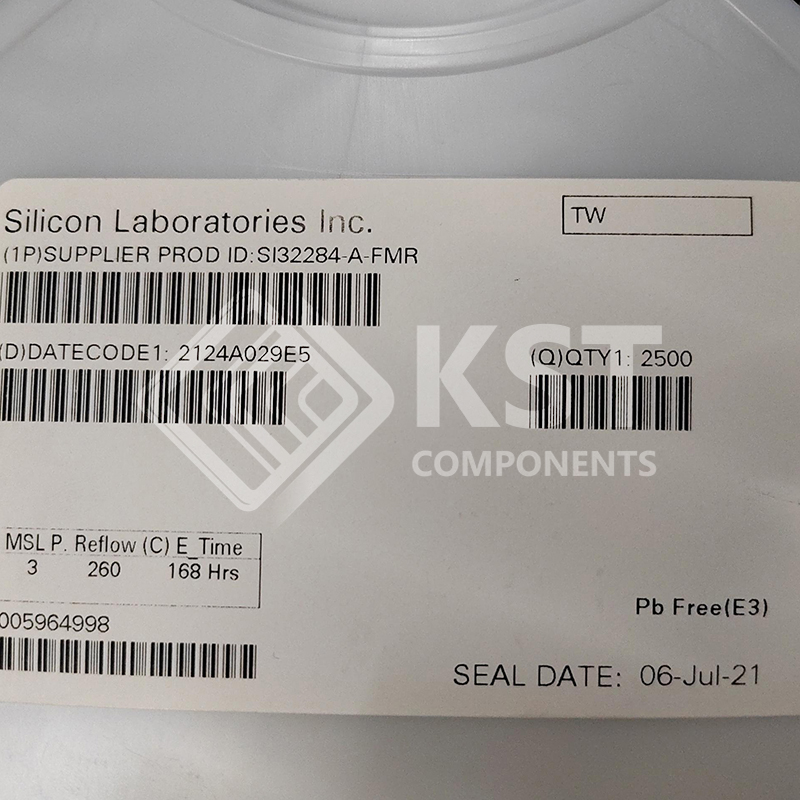 Silicon Laboratories Inc.
TW
(1P)SUPPLIER PROD ID:SI32284-A-FMR
(D)DATECODE1: 2124A029E5
(Q)QTY1: 2500
KST
COMPONENTS
MSL P. Reflow (C) E_Time
3 260 168 Hrs
Pb Free(E3)
005964998
SEAL DATE: 06-Jul-21